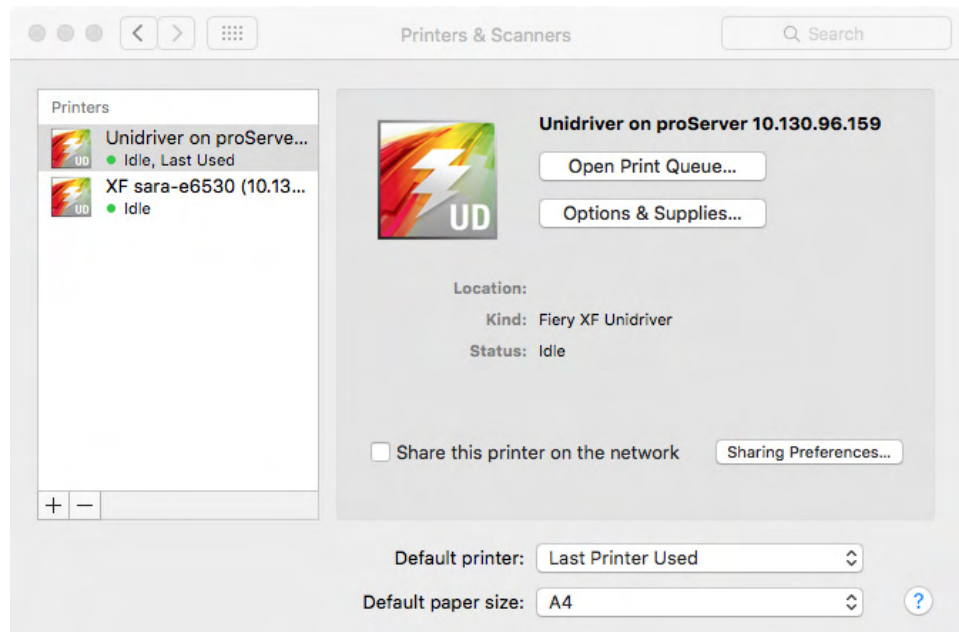 Printers & Scanners
Search
Printers
Unidriver on proServe...
Idle, Last Used
XF sara-e6530 (10.13...
Idle
UD
UD
UD
Unidriver on proServer 10.130.96.159
Open Print Queue...
Options & Supplies...
Location:
Kind: Fiery XF Unidriver
Status: Idle
Share this printer on the network
Sharing Preferences...
+ −
Default printer: Last Printer Used
Default paper size: A4
?